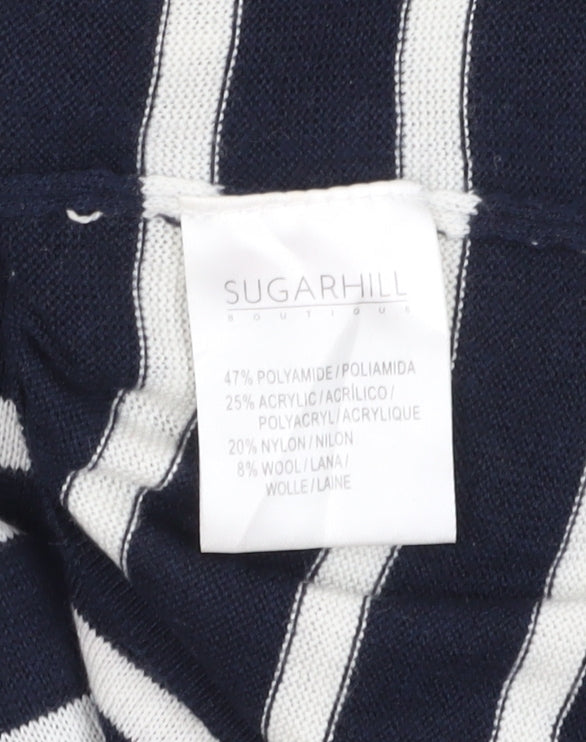 SUGARHILL
BOUTIQUE
47% POLYAMIDE/POLIAMIDA
25% ACRYLIC/ACRÍLICO/
POLYACRYL/ACRYLIQUE
20% NYLON/NILON
8% WOOL/LANA/
WOLLE/LAINE